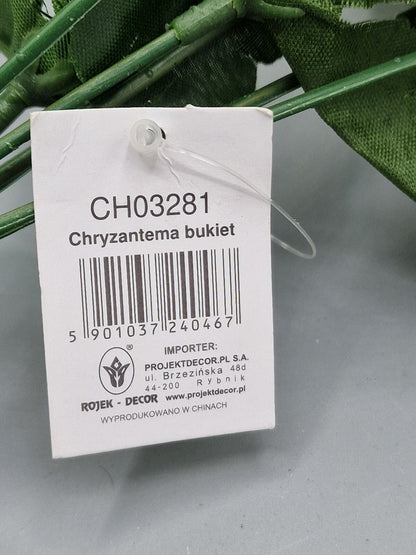 CH03281
Chryzantema bukiet
5 901037 240467
IMPORTER:
PROJEKTDECOR.PL S.A.
ul. Brzezińska 48d
44-200 Rybnik
www.projektdecor.pl
®
ROJEK - DECOR
WYPRODUKOWANO W CHINACH